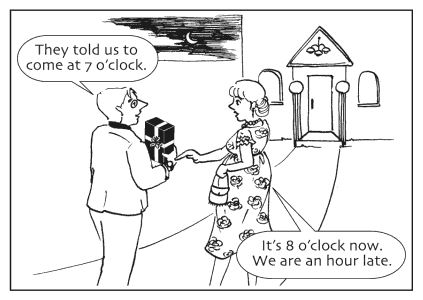 They told us to
come at 7 o'clock.
It's 8 o'clock now.
We are an hour late.